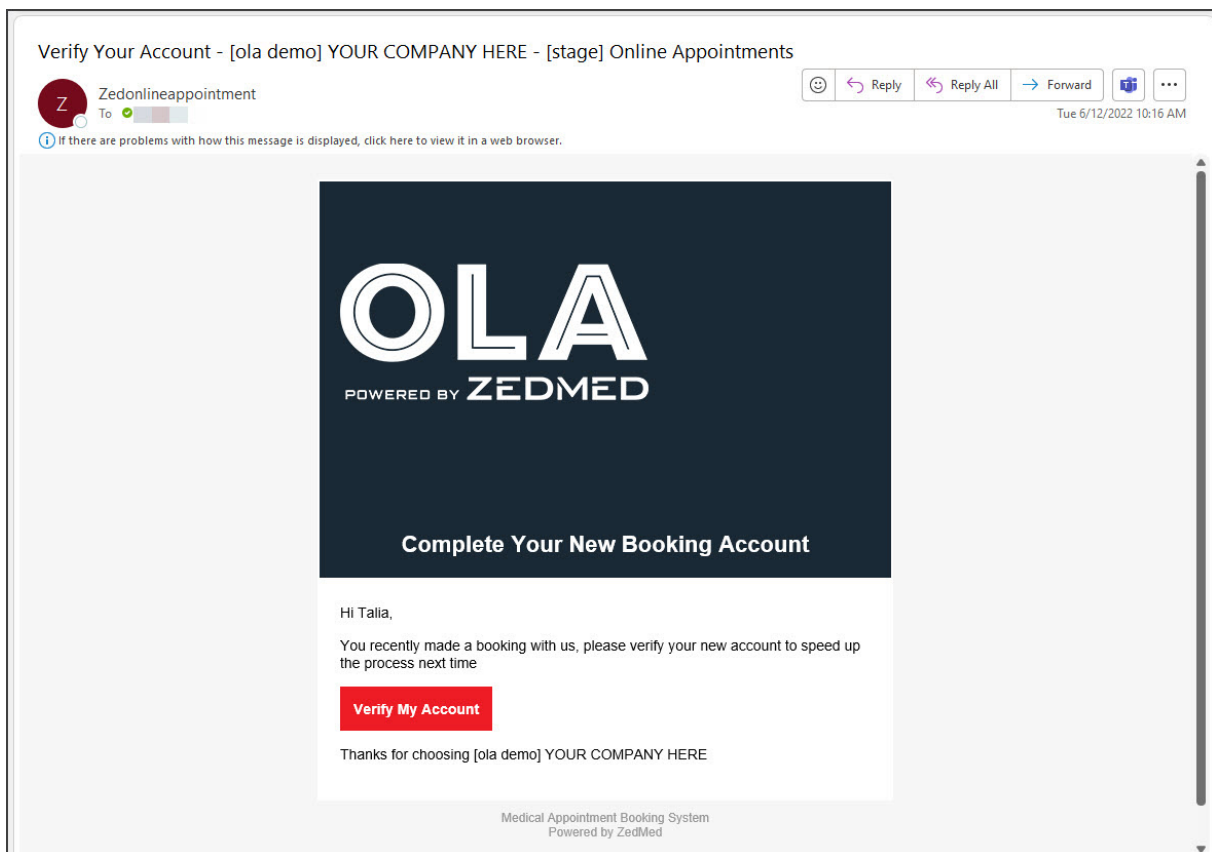 Verify Your Account - [ola demo] YOUR COMPANY HERE - [stage] Online Appointments
Z
Zedonlineappointment
To
Reply
Reply All
Forward
Tue 6/12/2022 10:16 AM
If there are problems with how this message is displayed, click here to view it in a web browser.
OLA
POWERED BY ZEDMED
Complete Your New Booking Account
Hi Talia,
You recently made a booking with us, please verify your new account to speed up
the process next time
Verify My Account
Thanks for choosing [ola demo] YOUR COMPANY HERE
Medical Appointment Booking System
Powered by ZedMed